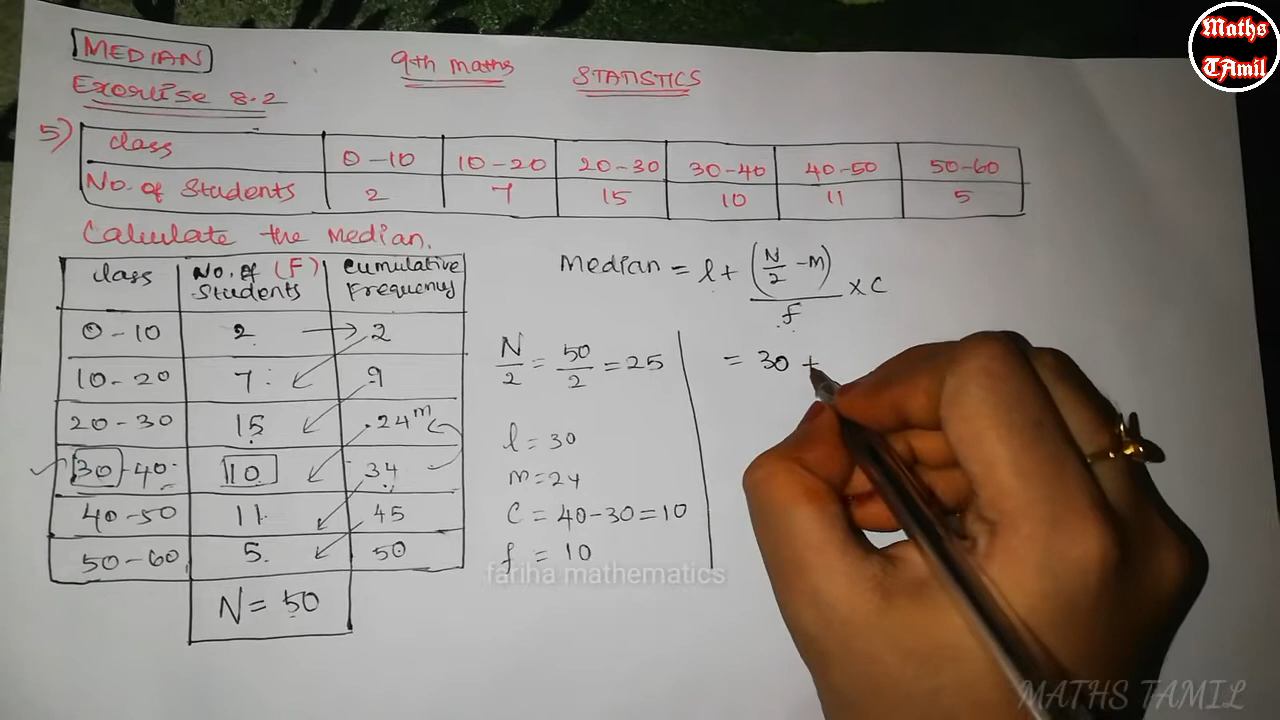 Maths
TAmil
MEDIAN
9th maths STATISTICS
Exercise 8.2
5)
class 0-10 10-20 20-30 30-40 40-50 50-60
No. of Students 2 7 15 10 11 5
Calculate the Median.
class No. of (F) Students Cumulative Frequency
0-10 2 2
10-20 7 9
20-30 15 24 m
30-40 10 34
40-50 11 45
50-60 5 50
N = 50
Median = l + (N/2 - m)/f × C
N/2 = 50/2 = 25
l = 30
m = 24
C = 40-30 = 10
f = 10
= 30 +
fariha mathematics
MATHS TAMIL